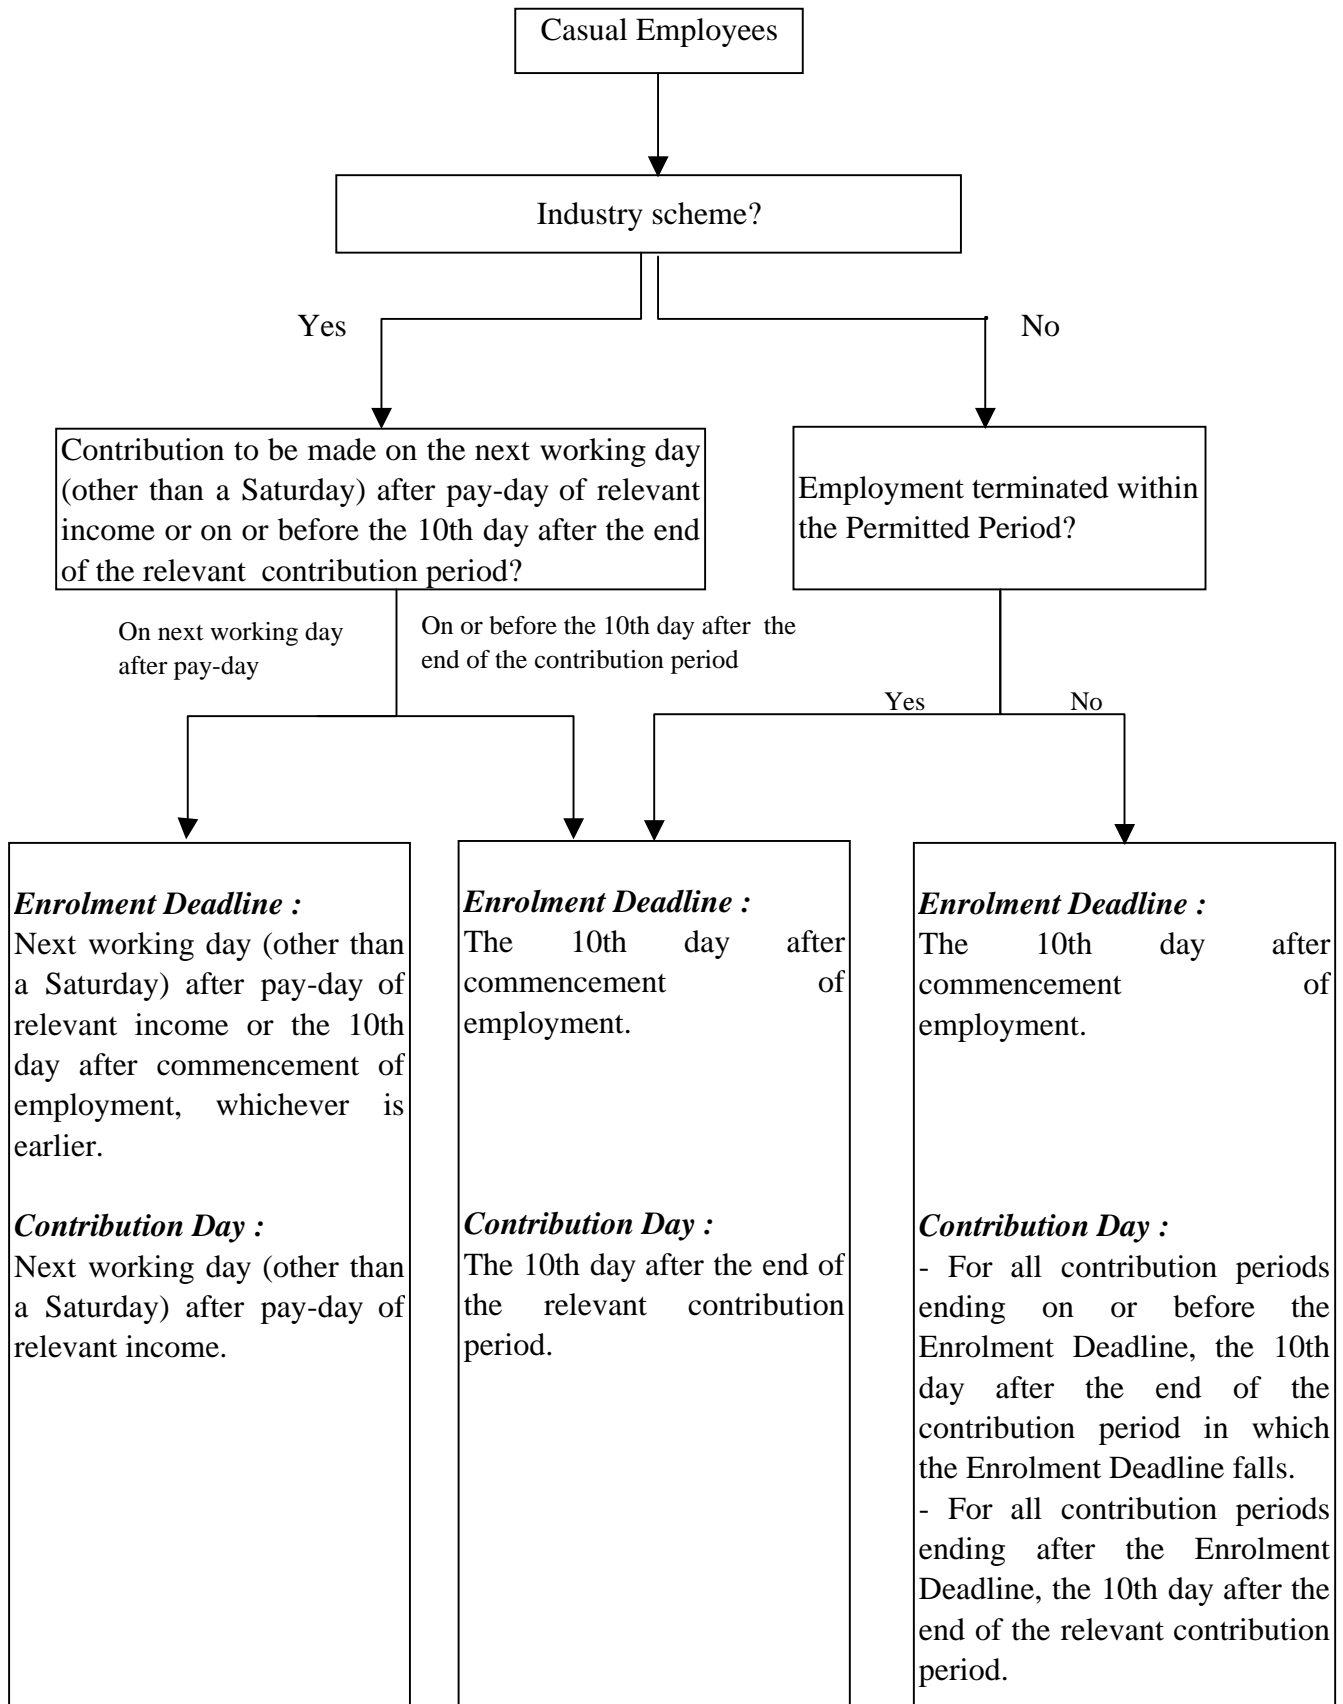 Casual Employees
Industry scheme?
Yes
No
Contribution to be made on the next working day
(other than a Saturday) after pay-day of relevant
income or on or before the 10th day after the end
of the relevant contribution period?
Employment terminated within
the Permitted Period?
On next working day
after pay-day
On or before the 10th day after the
end of the contribution period
Yes
No
Enrolment Deadline :
Next working day (other than
a Saturday) after pay-day of
relevant income or the 10th
day after commencement of
employment, whichever is
earlier.
Contribution Day :
Next working day (other than
a Saturday) after pay-day of
relevant income.
Enrolment Deadline :
The 10th day after
commencement of
employment.
Contribution Day :
The 10th day after the end of
the relevant contribution
period.
Enrolment Deadline :
The 10th day after
commencement of
employment.
Contribution Day :
- For all contribution periods
ending on or before the
Enrolment Deadline, the 10th
day after the end of the
contribution period in which
the Enrolment Deadline falls.
- For all contribution periods
ending after the Enrolment
Deadline, the 10th day after the
end of the relevant contribution
period.